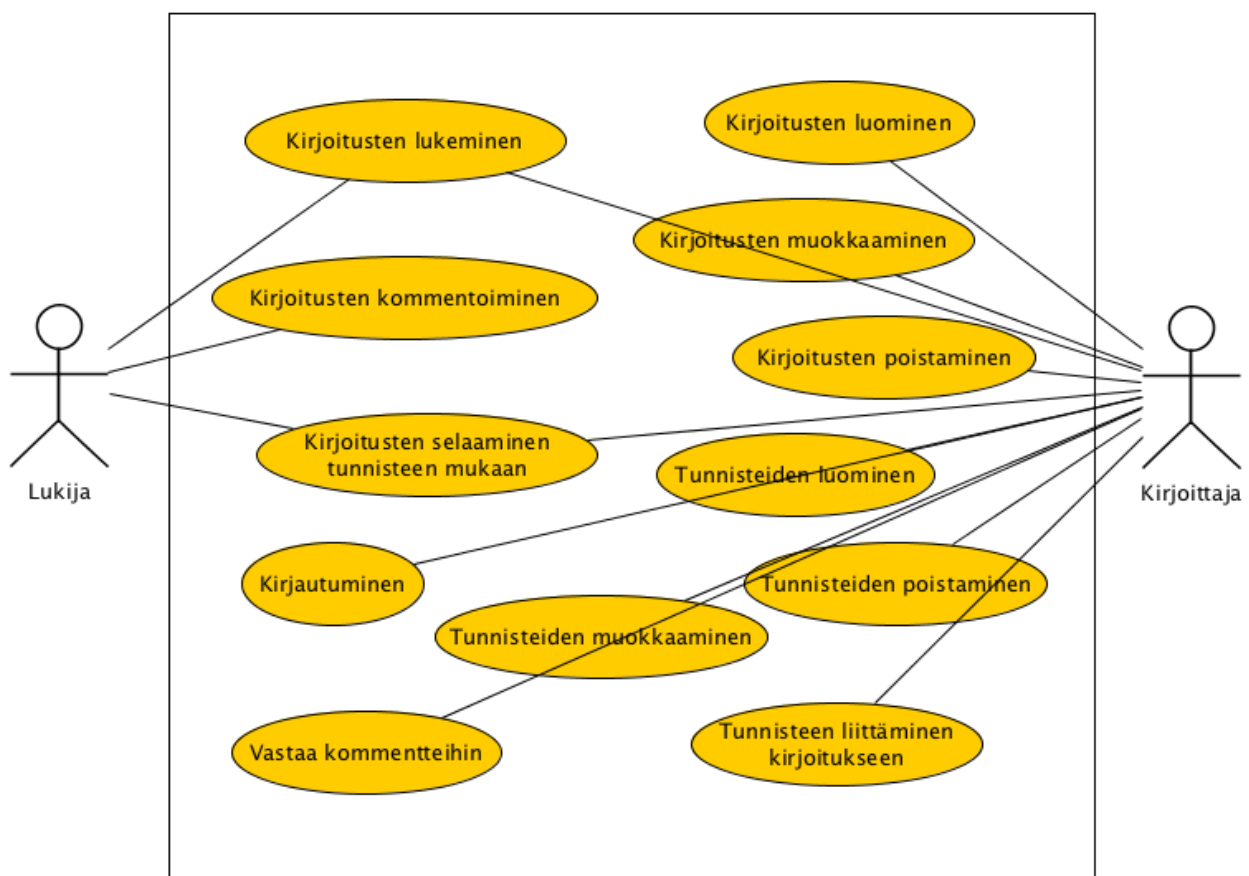 Kirjoitusten luominen
Kirjoitusten lukeminen
Kirjoitusten muokkaaminen
Kirjoitusten kommentoiminen
Kirjoitusten poistaminen
Kirjoitusten selaaminen
tunnisteen mukaan
Tunnisteiden luominen
Lukija
Kirjoittaja
Kirjautuminen
Tunnisteiden poistaminen
Tunnisteiden muokkaaminen
Vastaa kommentteihin
Tunnisteen liittäminen
kirjoitukseen